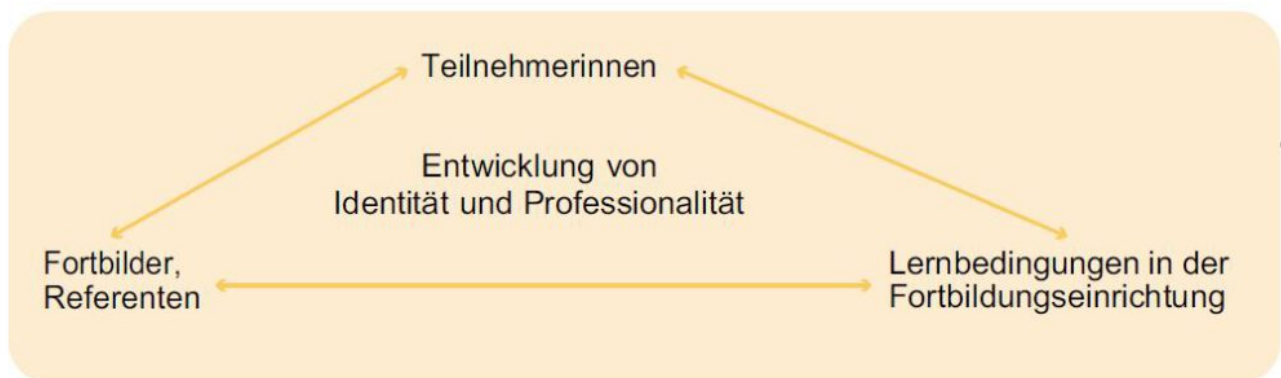 Teilnehmerinnen
Entwicklung von
Identität und Professionalität
Fortbilder,
Referenten
Lernbedingungen in der
Fortbildungseinrichtung